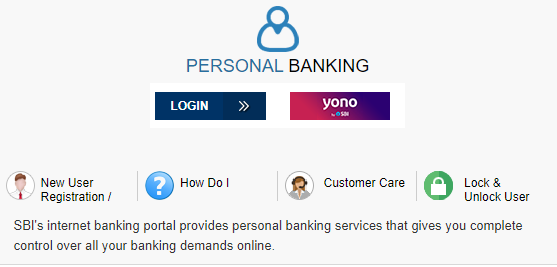 PERSONAL BANKING
LOGIN »
yono
by SBI
New User
Registration /
How Do I
Customer Care
Lock &
Unlock User
SBI's internet banking portal provides personal banking services that gives you complete
control over all your banking demands online.